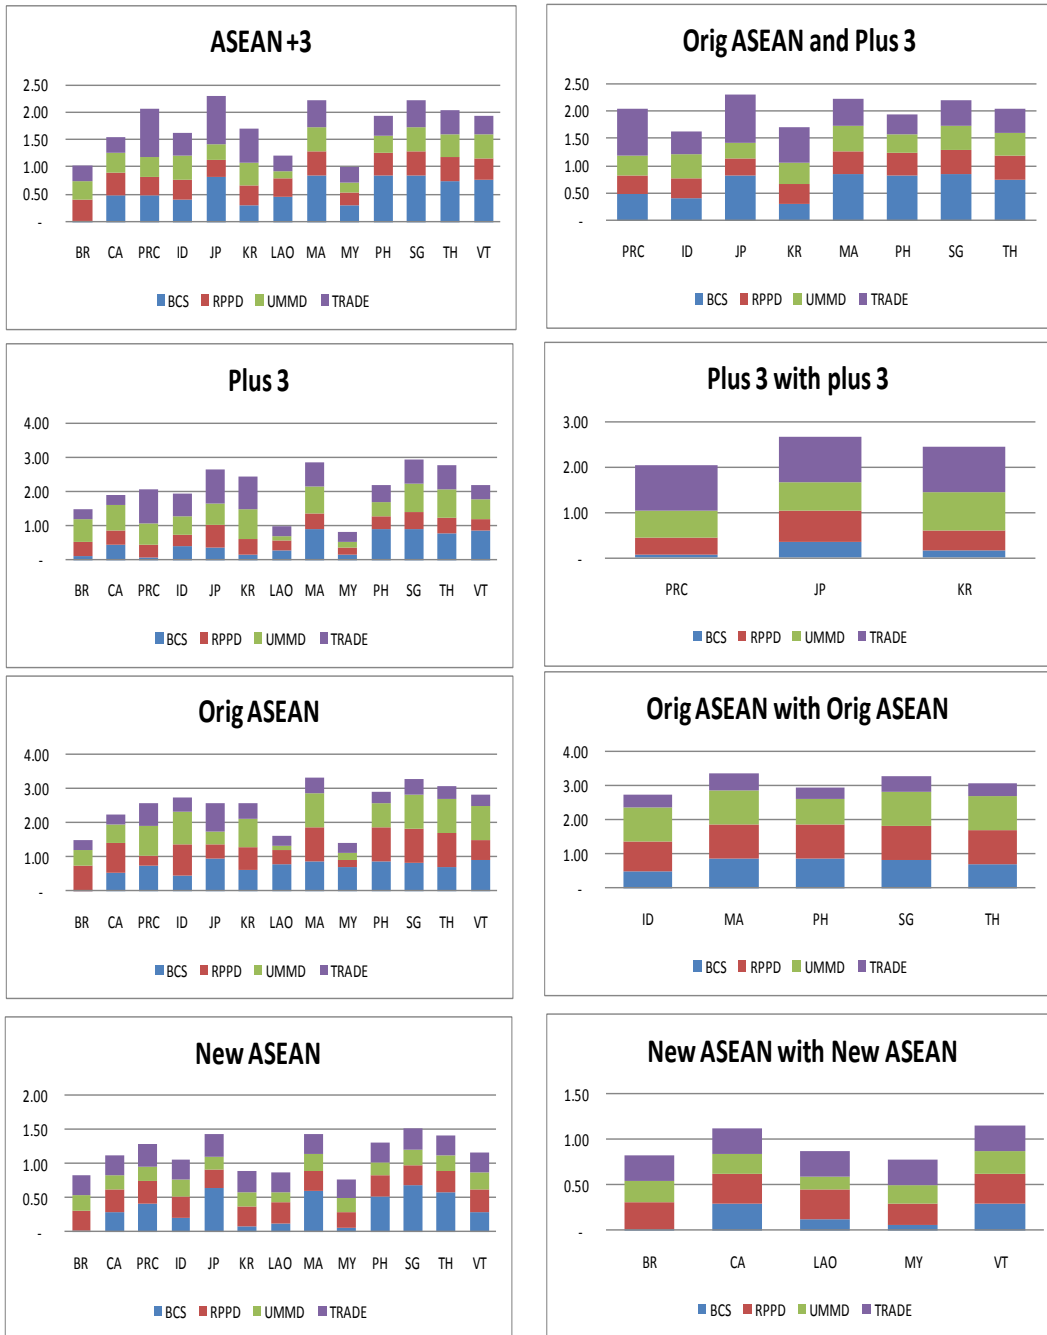 ASEAN +3
2.50
2.00
1.50
1.00
0.50
-
BR CA PRC ID JP KR LAO MA MY PH SG TH VT
BCS RPPD UMMD TRADE
Orig ASEAN and Plus 3
2.50
2.00
1.50
1.00
0.50
-
PRC ID JP KR MA PH SG TH
BCS RPPD UMMD TRADE
Plus 3
4.00
3.00
2.00
1.00
-
BR CA PRC ID JP KR LAO MA MY PH SG TH VT
BCS RPPD UMMD TRADE
Plus 3 with plus 3
3.00
2.00
1.00
-
PRC JP KR
BCS RPPD UMMD TRADE
Orig ASEAN
4.00
3.00
2.00
1.00
-
BR CA PRC ID JP KR LAO MA MY PH SG TH VT
BCS RPPD UMMD TRADE
Orig ASEAN with Orig ASEAN
4.00
3.00
2.00
1.00
-
ID MA PH SG TH
BCS RPPD UMMD TRADE
New ASEAN
2.00
1.50
1.00
0.50
-
BR CA PRC ID JP KR LAO MA MY PH SG TH VT
BCS RPPD UMMD TRADE
New ASEAN with New ASEAN
1.50
1.00
0.50
-
BR CA LAO MY VT
BCS RPPD UMMD TRADE